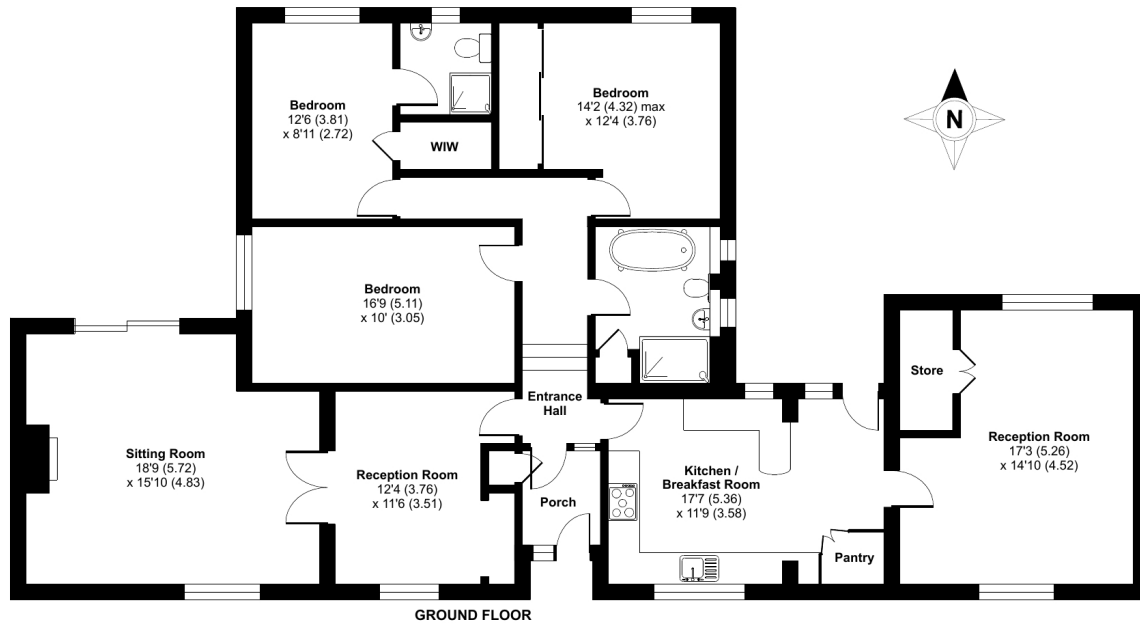 Bedroom
12'6 (3.81)
x 8'11 (2.72)
WIW
Bedroom
14'2 (4.32) max
x 12'4 (3.76)
N
Bedroom
16'9 (5.11)
x 10' (3.05)
Entrance
Hall
Store
Sitting Room
18'9 (5.72)
x 15'10 (4.83)
Reception Room
12'4 (3.76)
x 11'6 (3.51)
Porch
Kitchen /
Breakfast Room
17'7 (5.36)
x 11'9 (3.58)
Pantry
Reception Room
17'3 (5.26)
x 14'10 (4.52)
GROUND FLOOR